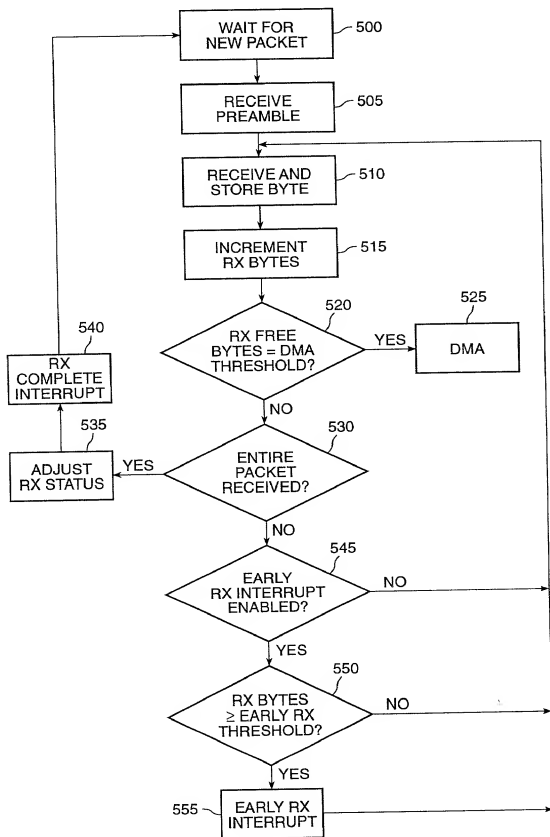 WAIT FOR
NEW PACKET
500
RECEIVE
PREAMBLE
505
RECEIVE AND
STORE BYTE
510
INCREMENT
RX BYTES
515
RX FREE
BYTES = DMA
THRESHOLD?
520
YES
DMA
525
NO
ENTIRE
PACKET
RECEIVED?
530
YES
ADJUST
RX STATUS
535
RX
COMPLETE
INTERRUPT
540
NO
EARLY
RX INTERRUPT
ENABLED?
545
NO
YES
RX BYTES
≥ EARLY RX
THRESHOLD?
550
NO
YES
EARLY RX
INTERRUPT
555